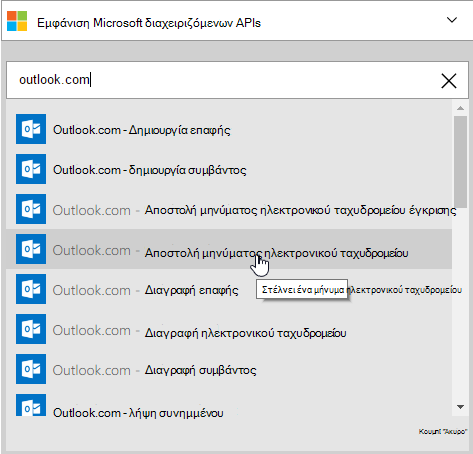 Εμφάνιση Microsoft διαχειριζόμενων APIs
outlook.com
Outlook.com - Δημιουργία επαφής
Outlook.com - δημιουργία συμβάντος
Outlook.com - Αποστολή μηνύματος ηλεκτρονικού ταχυδρομείου έγκρισης
Outlook.com - Αποστολή μηνύματος ηλεκτρονικού ταχυδρομείου
Outlook.com - Διαγραφή επαφής
Στέλνει ένα μήνυμα ηλεκτρονικού ταχυδρομείου
Outlook.com - Διαγραφή ηλεκτρονικού ταχυδρομείου
Outlook.com - Διαγραφή συμβάντος
Outlook.com - λήψη συνημμένου
Κουμπί "Άκυρο"